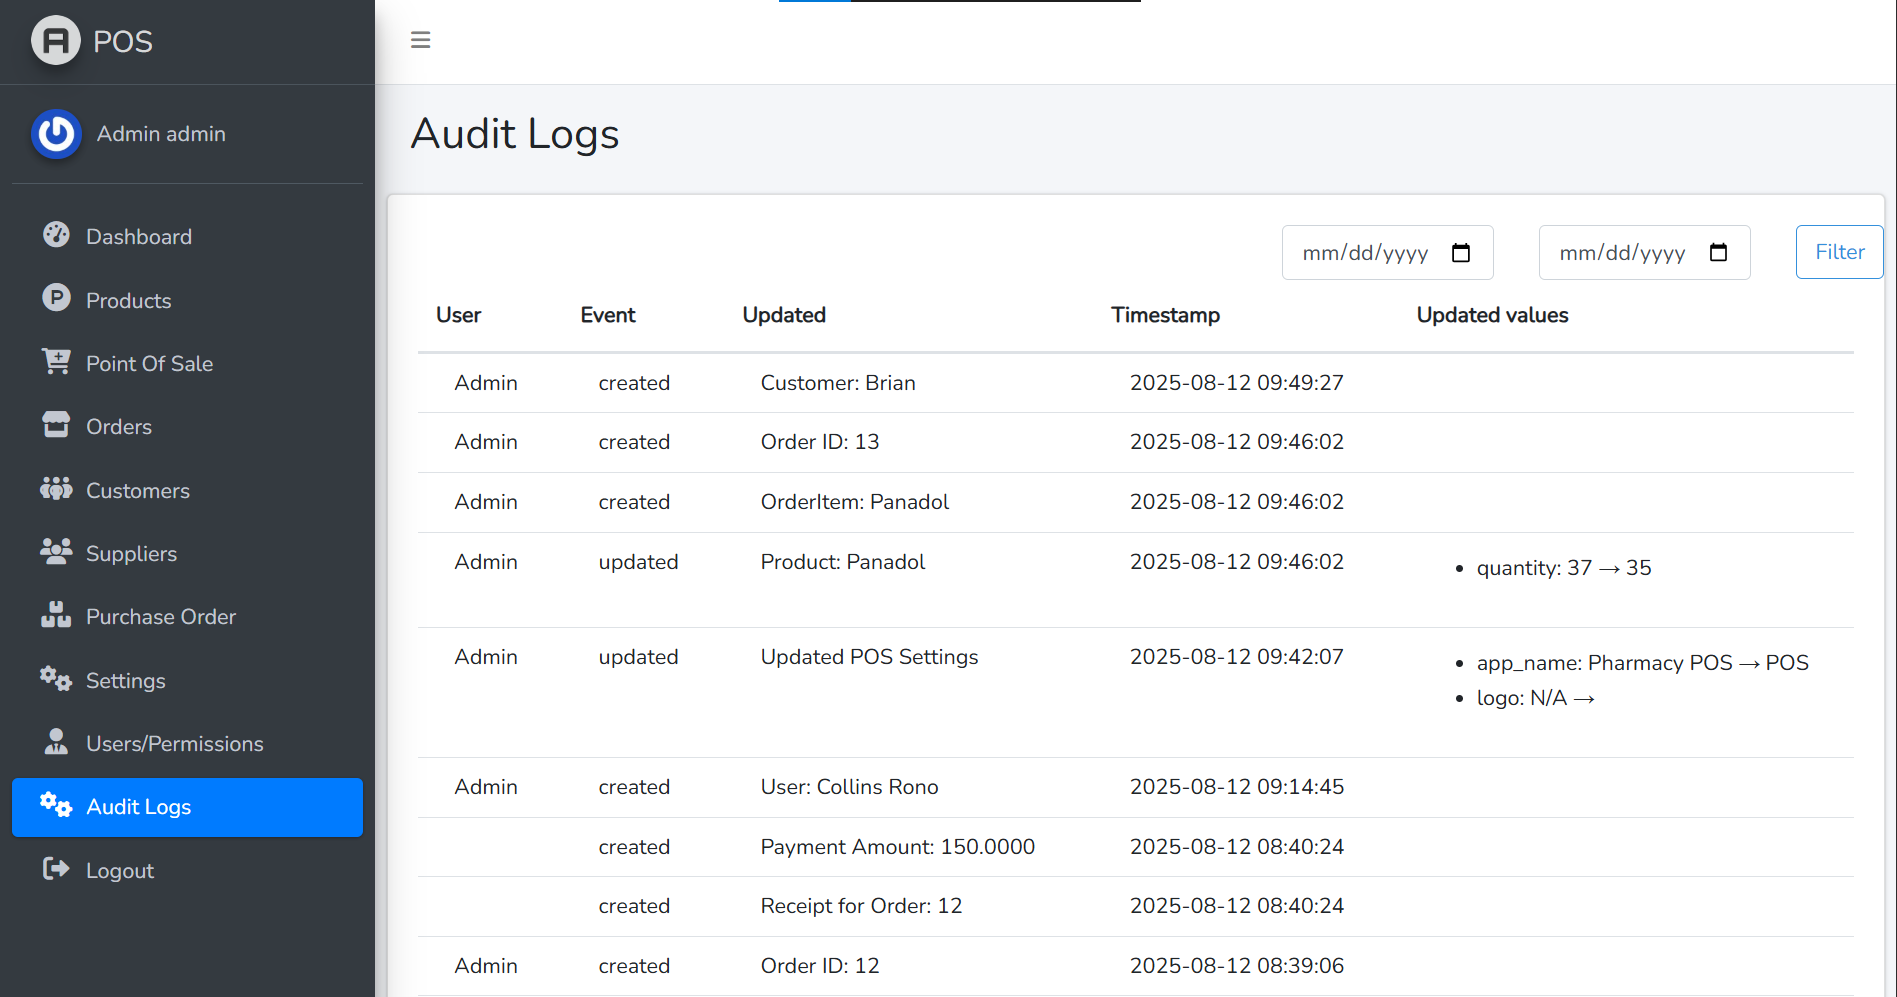 POS
Admin admin
Dashboard
Products
Point Of Sale
Orders
Customers
Suppliers
Purchase Order
Settings
Users/Permissions
Audit Logs
Logout
Audit Logs
mm/dd/yyyy mm/dd/yyyy Filter
User Event Updated Timestamp Updated values
Admin created Customer: Brian 2025-08-12 09:49:27
Admin created Order ID: 13 2025-08-12 09:46:02
Admin created OrderItem: Panadol 2025-08-12 09:46:02
Admin updated Product: Panadol 2025-08-12 09:46:02 • quantity: 37 → 35
Admin updated Updated POS Settings 2025-08-12 09:42:07 • app_name: Pharmacy POS → POS
• logo: N/A →
Admin created User: Collins Rono 2025-08-12 09:14:45
created Payment Amount: 150.0000 2025-08-12 08:40:24
created Receipt for Order: 12 2025-08-12 08:40:24
Admin created Order ID: 12 2025-08-12 08:39:06